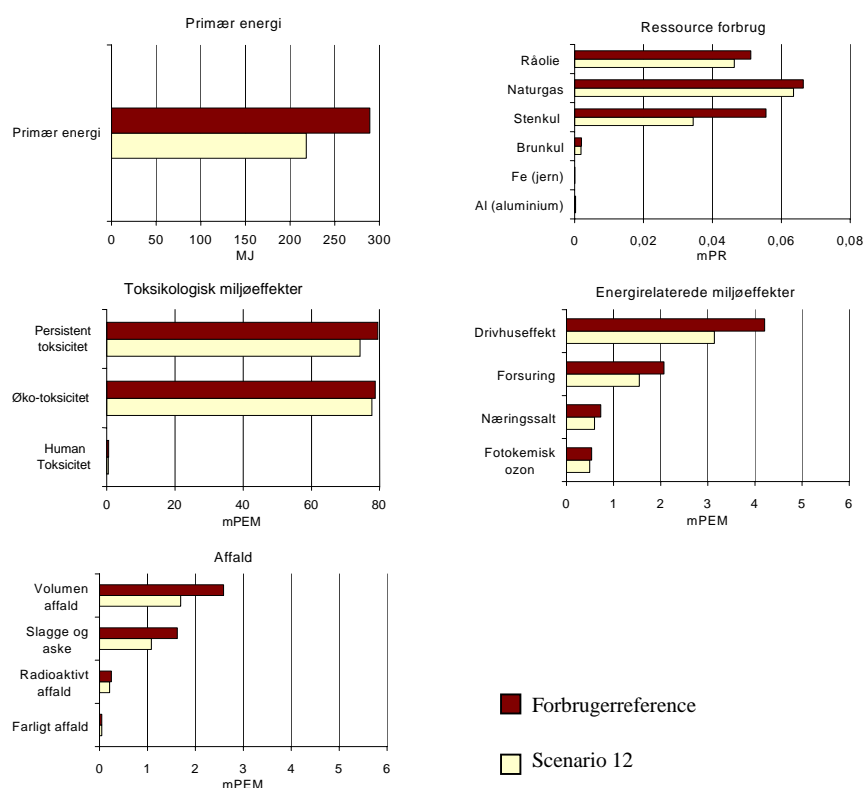 Primær energi
Primær energi
0 50 100 150 200 250 300
MJ
Ressource forbrug
Råolie
Naturgas
Stenkul
Brunkul
Fe (jern)
Al (aluminium)
0 0,02 0,04 0,06 0,08
mPR
Toksikologisk miljøeffekter
Persistent
toksicitet
Øko-toksicitet
Human
Toksicitet
0 20 40 60 80
mPEM
Energirelaterede miljøeffekter
Drivhuseffekt
Forsuring
Næringssalt
Fotokemisk
ozon
0 1 2 3 4 5 6
mPEM
Affald
Volumen
affald
Slagge og
aske
Radioaktivt
affald
Farligt affald
0 1 2 3 4 5 6
mPEM
Forbrugerreference
Scenario 12